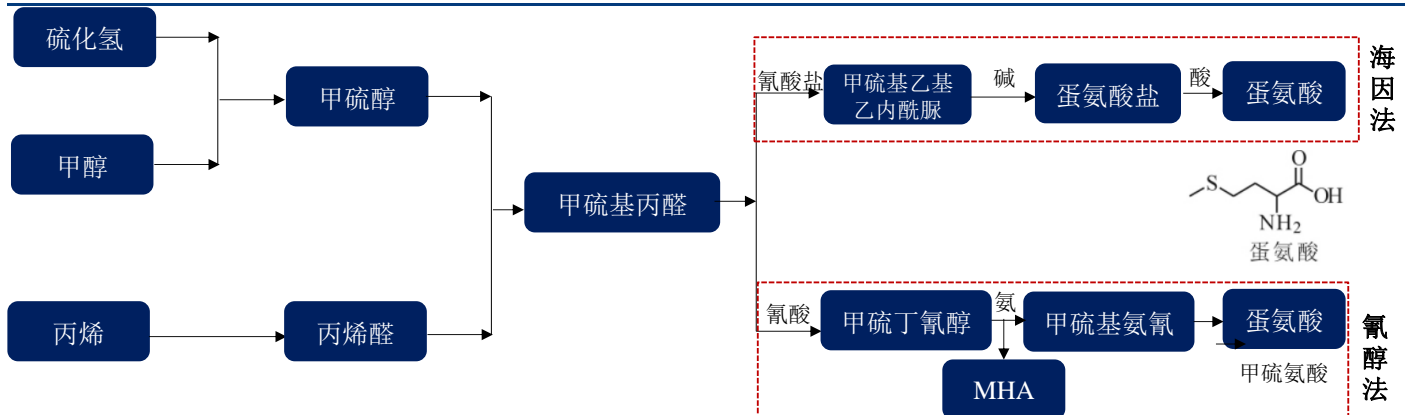 硫化氢
甲醇
甲硫醇
丙烯
丙烯醛
甲硫基丙醛
氰酸盐
甲硫基乙基
乙内酰脲
碱
蛋氨酸盐
酸
蛋氨酸
海因法
S
O
OH
NH₂
蛋氨酸
氰酸
甲硫丁氰醇
氨
甲硫基氨氰
蛋氨酸
甲硫氨酸
MHA
氰醇法